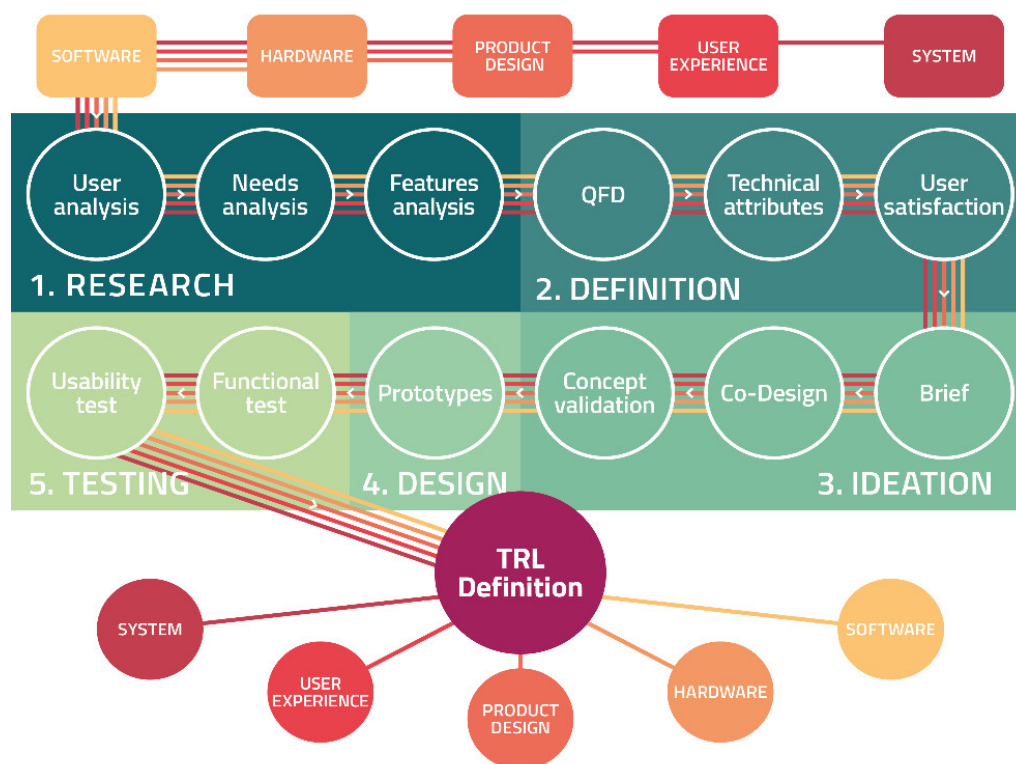 SOFTWARE
HARDWARE
PRODUCT
DESIGN
USER
EXPERIENCE
SYSTEM
User
analysis
Needs
analysis
Features
analysis
QFD
Technical
attributes
User
satisfaction
1. RESEARCH
2. DEFINITION
Usability
test
Functional
test
Prototypes
Concept
validation
Co-Design
Brief
5. TESTING
4. DESIGN
3. IDEATION
TRL
Definition
SYSTEM
USER
EXPERIENCE
PRODUCT
DESIGN
HARDWARE
SOFTWARE